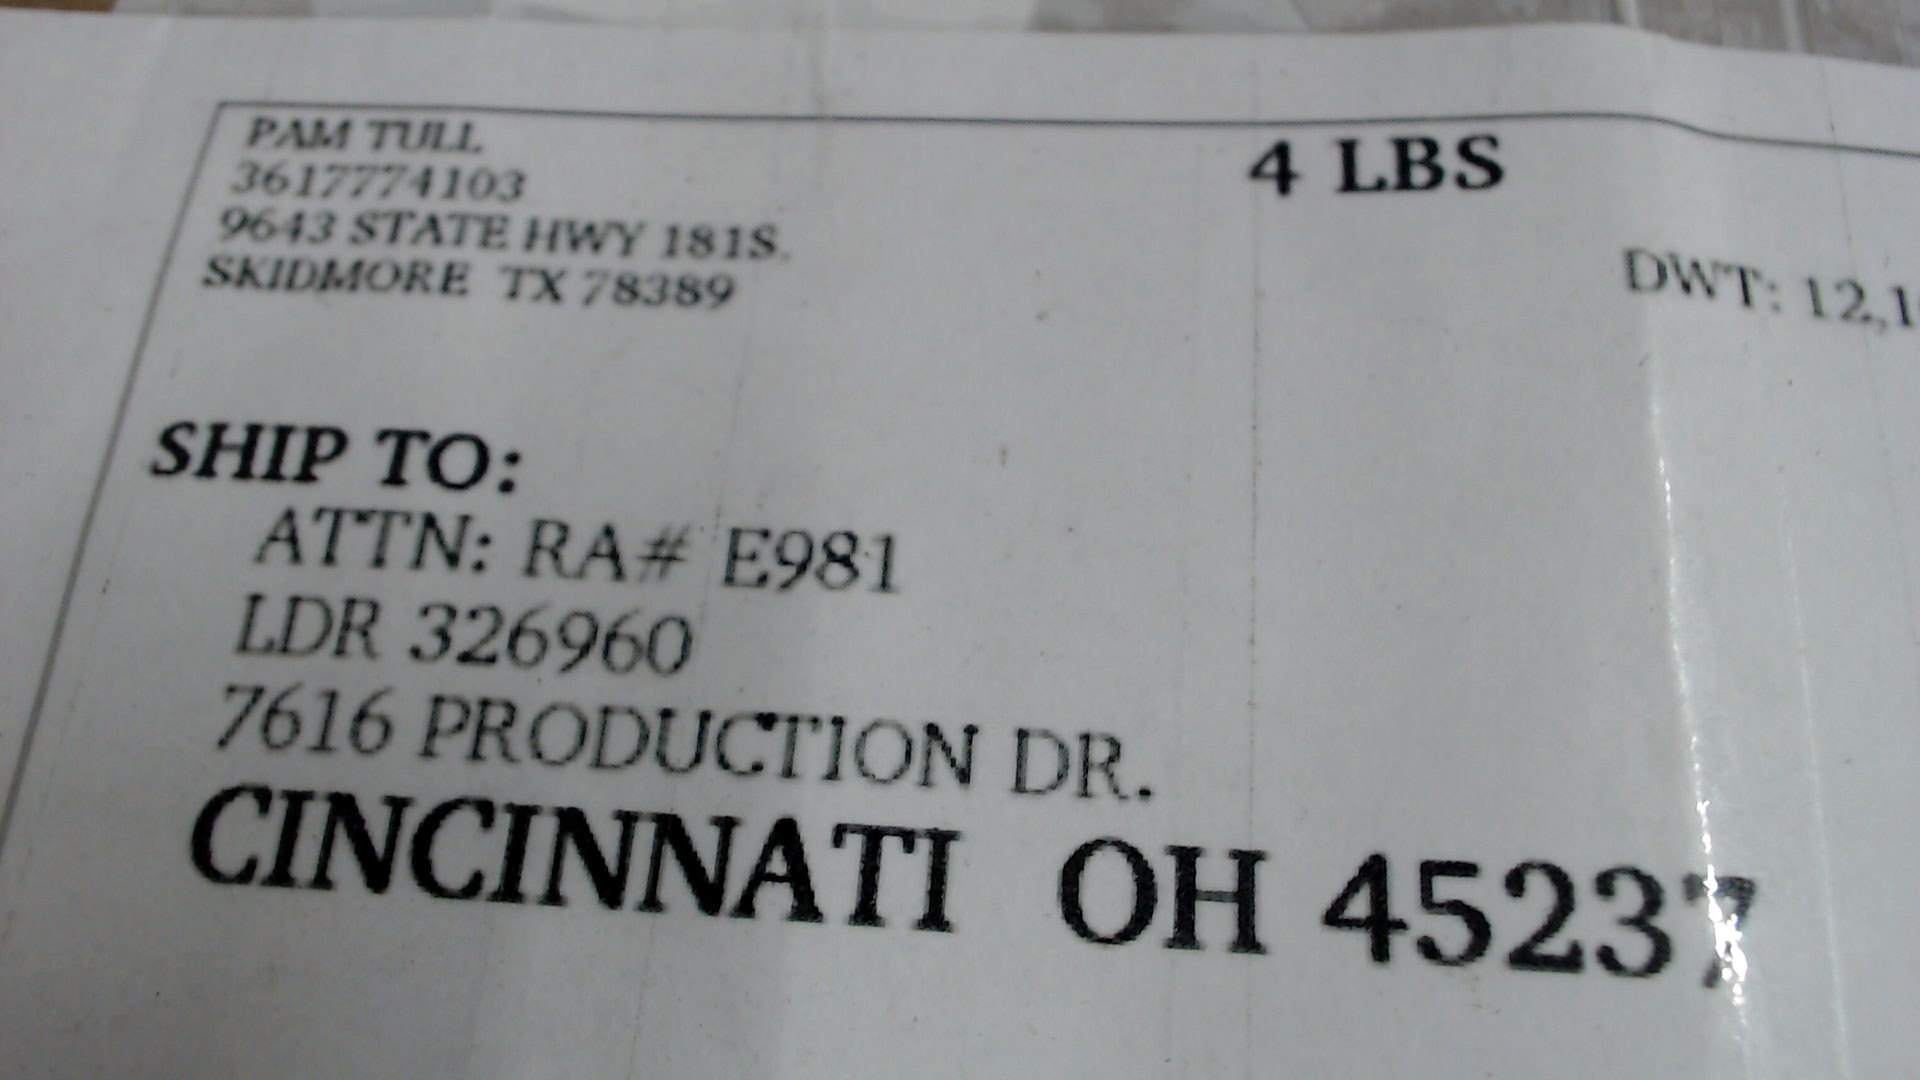 PAM TULL
3617774103
9643 STATE HWY 181S.
SKIDMORE TX 78389
4 LBS
DWT: 12,1
SHIP TO:
ATTN: RA# E981
LDR 326960
7616 PRODUCTION DR.
CINCINNATI OH 45237